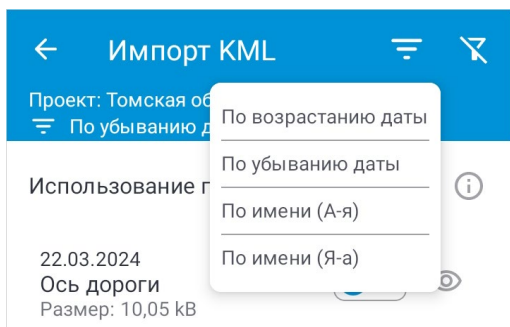 Импорт KML
Проект: Томская об
По убыванию д
По возрастанию даты
По убыванию даты
По имени (А-я)
По имени (Я-а)
Использование
22.03.2024
Ось дороги
Размер: 10,05 kB